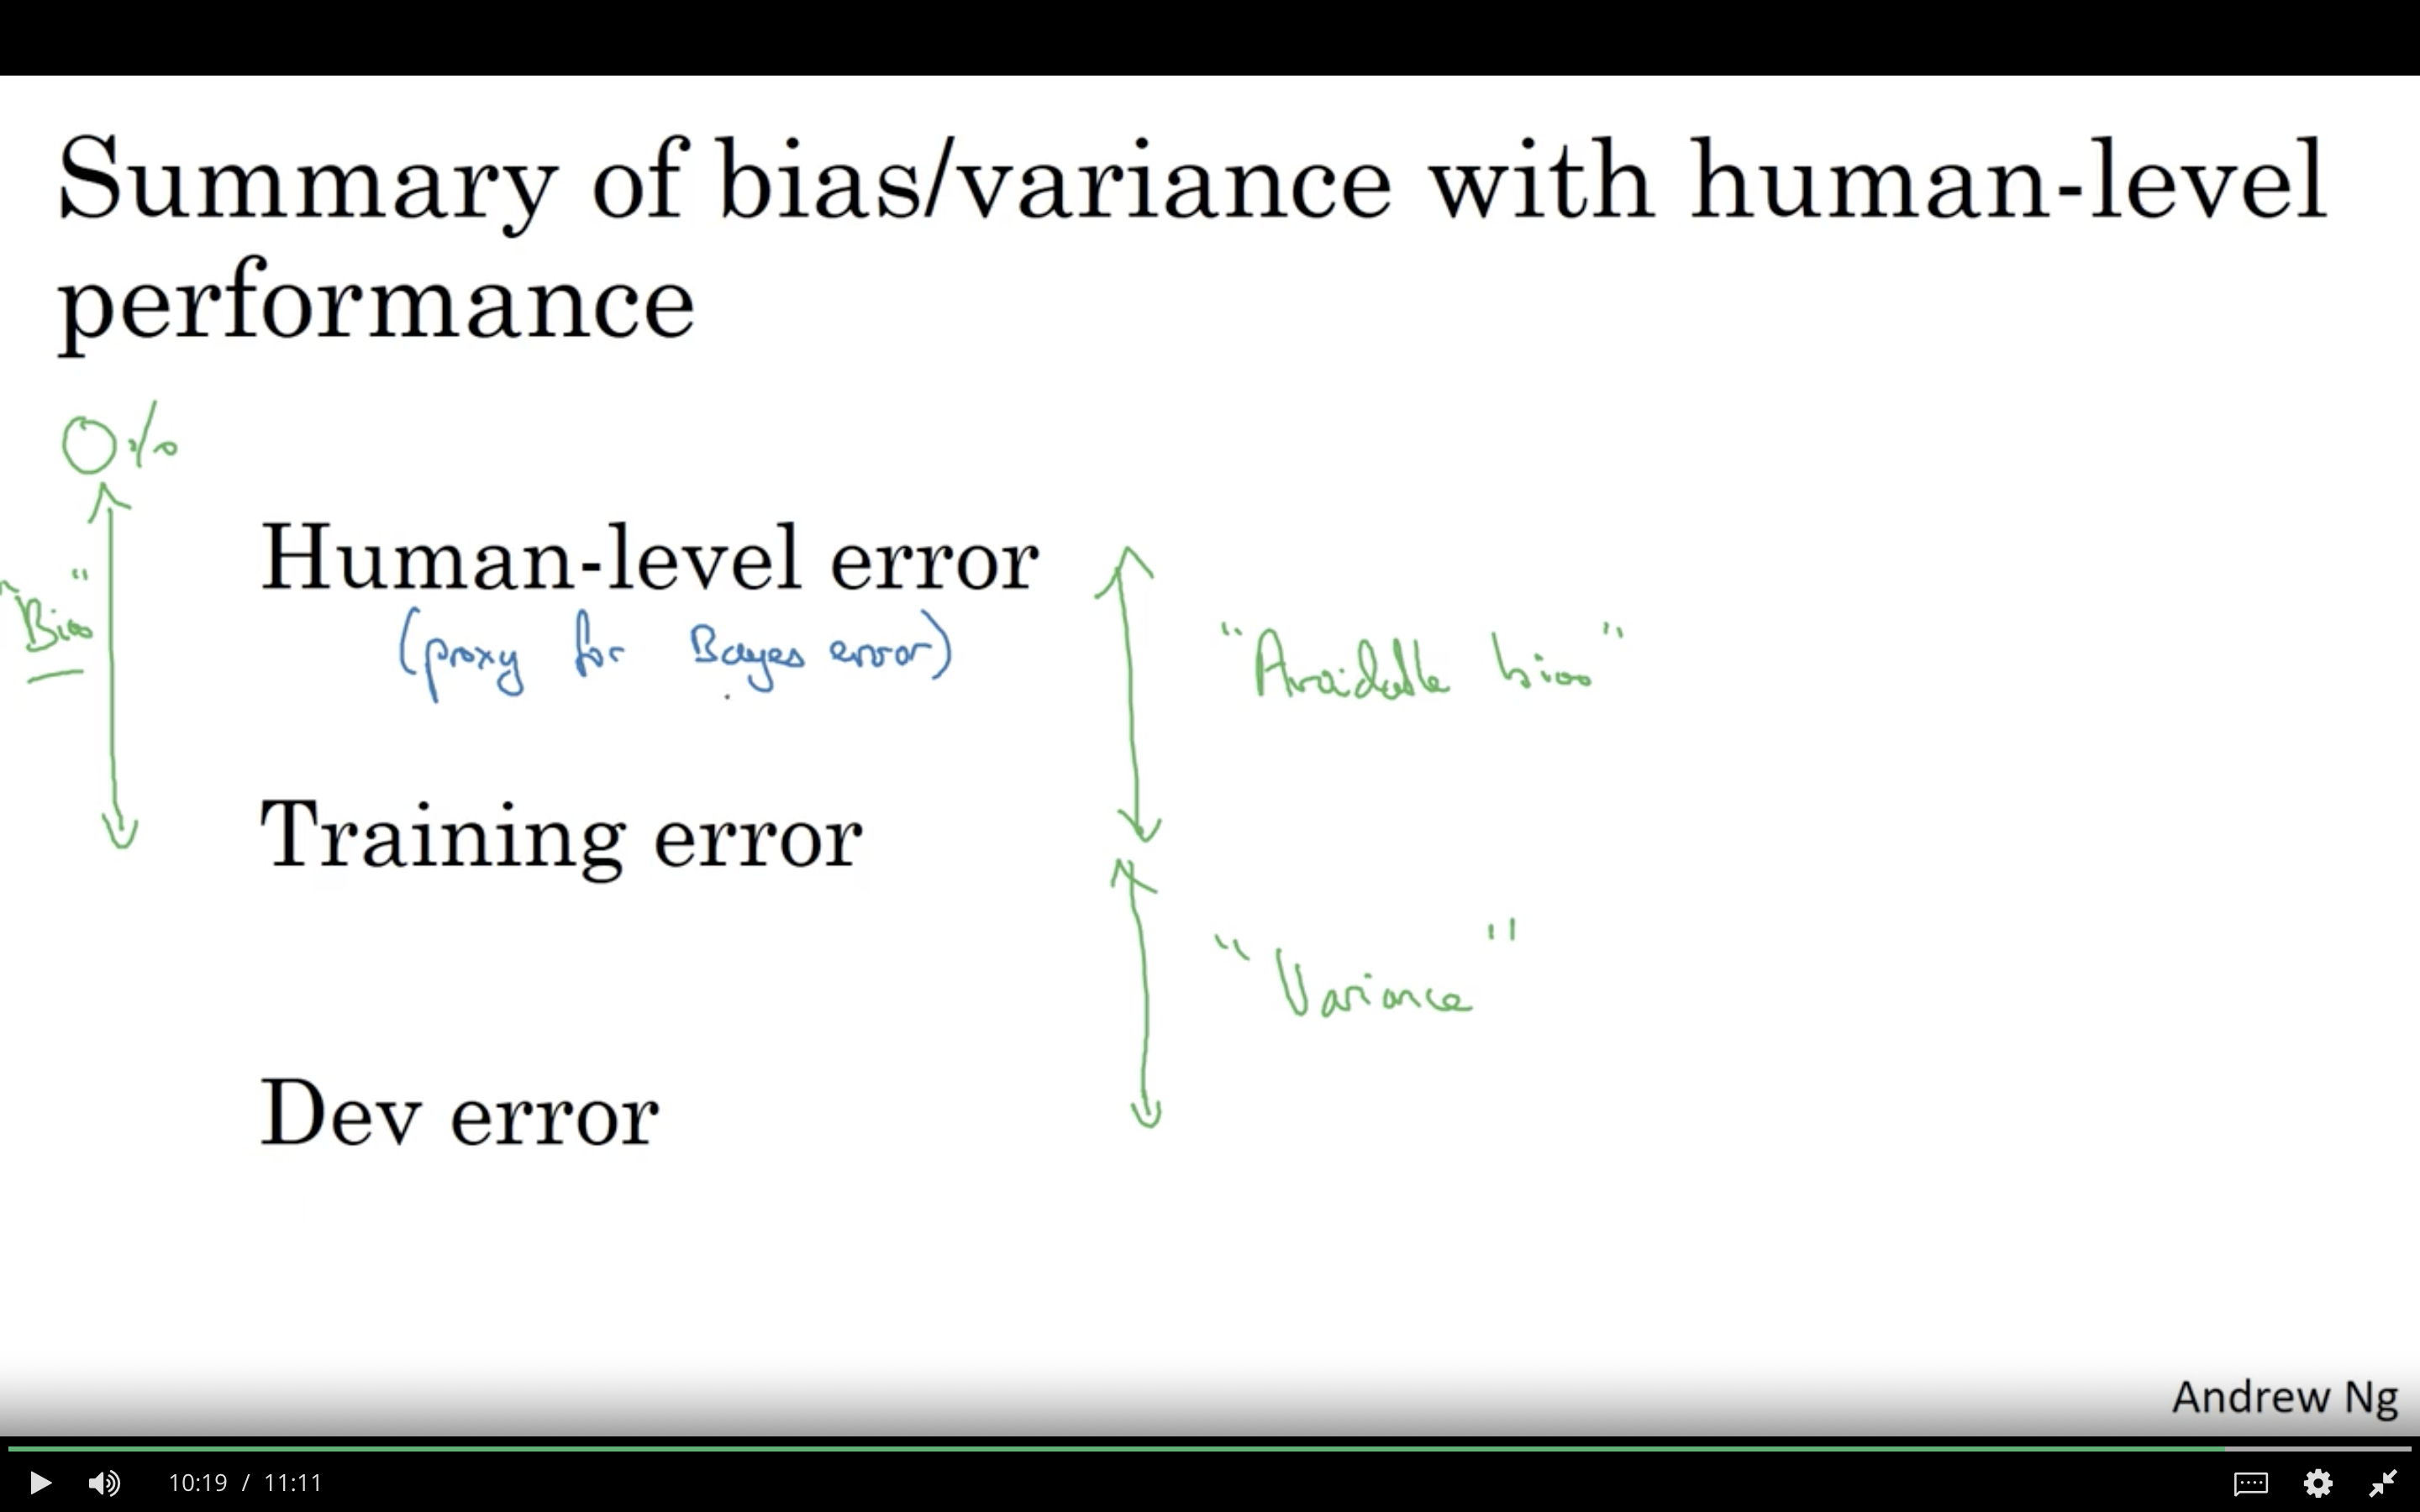 Summary of bias/variance with human-level
performance
0%
Human-level error
"Bias"
(proxy for Bayes error)
"Avoidable bias"
Training error
"Variance"
Dev error
Andrew Ng
10:19 / 11:11